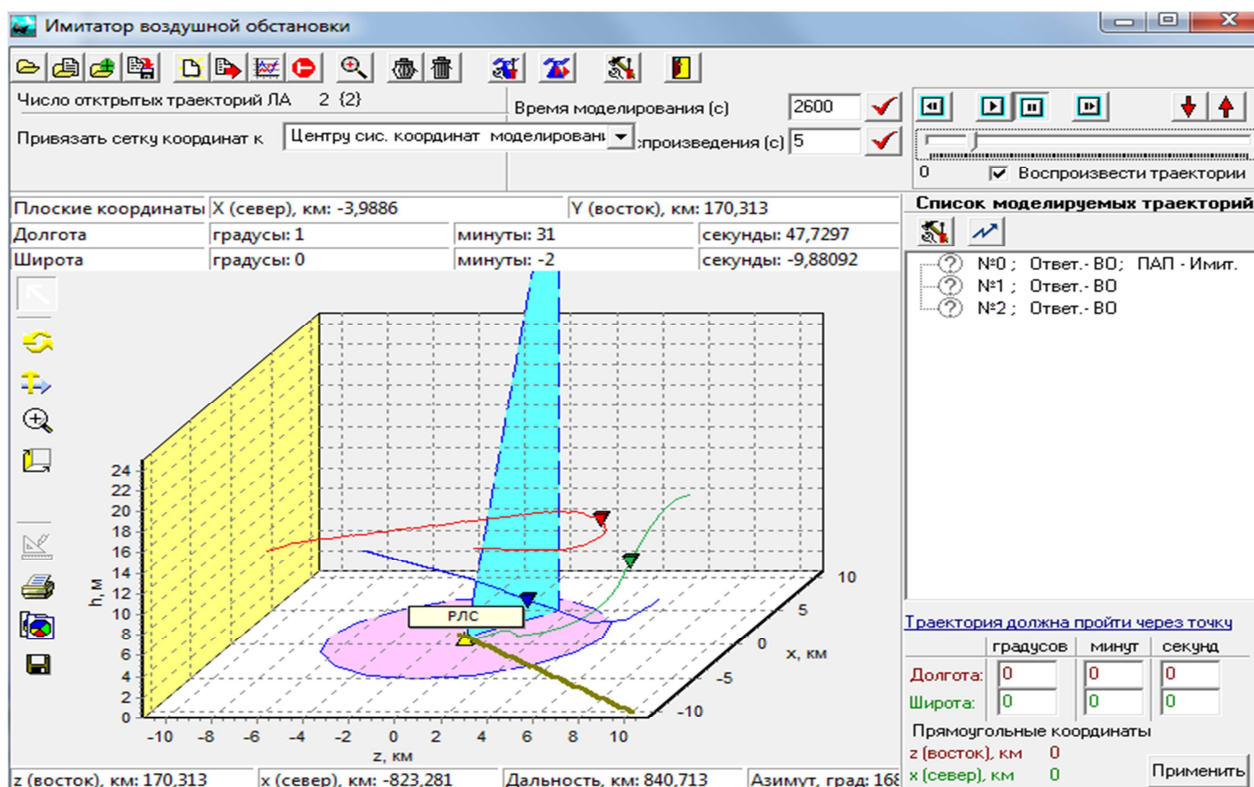 Имитатор воздушной обстановки
Число отктрытых траекторий ЛА 2 {2}
Время моделирования (с) 2600
Привязать сетку координат к Центру сис. координат моделировани :произведения (с) 5
0 Воспроизвести траектории
Плоские координаты X (север), км: -3,9886 Y (восток), км: 170,313
Долгота градусы: 1 минуты: 31 секунды: 47,7297
Широта градусы: 0 минуты: -2 секунды: -9,88092
Список моделируемых траекторий
№0 ; Ответ.- ВО; ПАП - Имит.
№1 ; Ответ.- ВО
№2 ; Ответ.- ВО
h,м
24
22
20
18
16
14
12
10
8
6
4
2
0
РЛС
-10 -8 -6 -4 -2 0 2 4 6 8 10
z, км
10
5
0
-5
-10
x, км
Траектория должна пройти через точку
градусов минут секунд
Долгота: 0 0 0
Широта: 0 0 0
Прямоугольные координаты
z (восток), км 0
x (север), км 0
Применить
z (восток), км: 170,313 x (север), км: -823,281 Дальность, км: 840,713 Азимут, град: 168